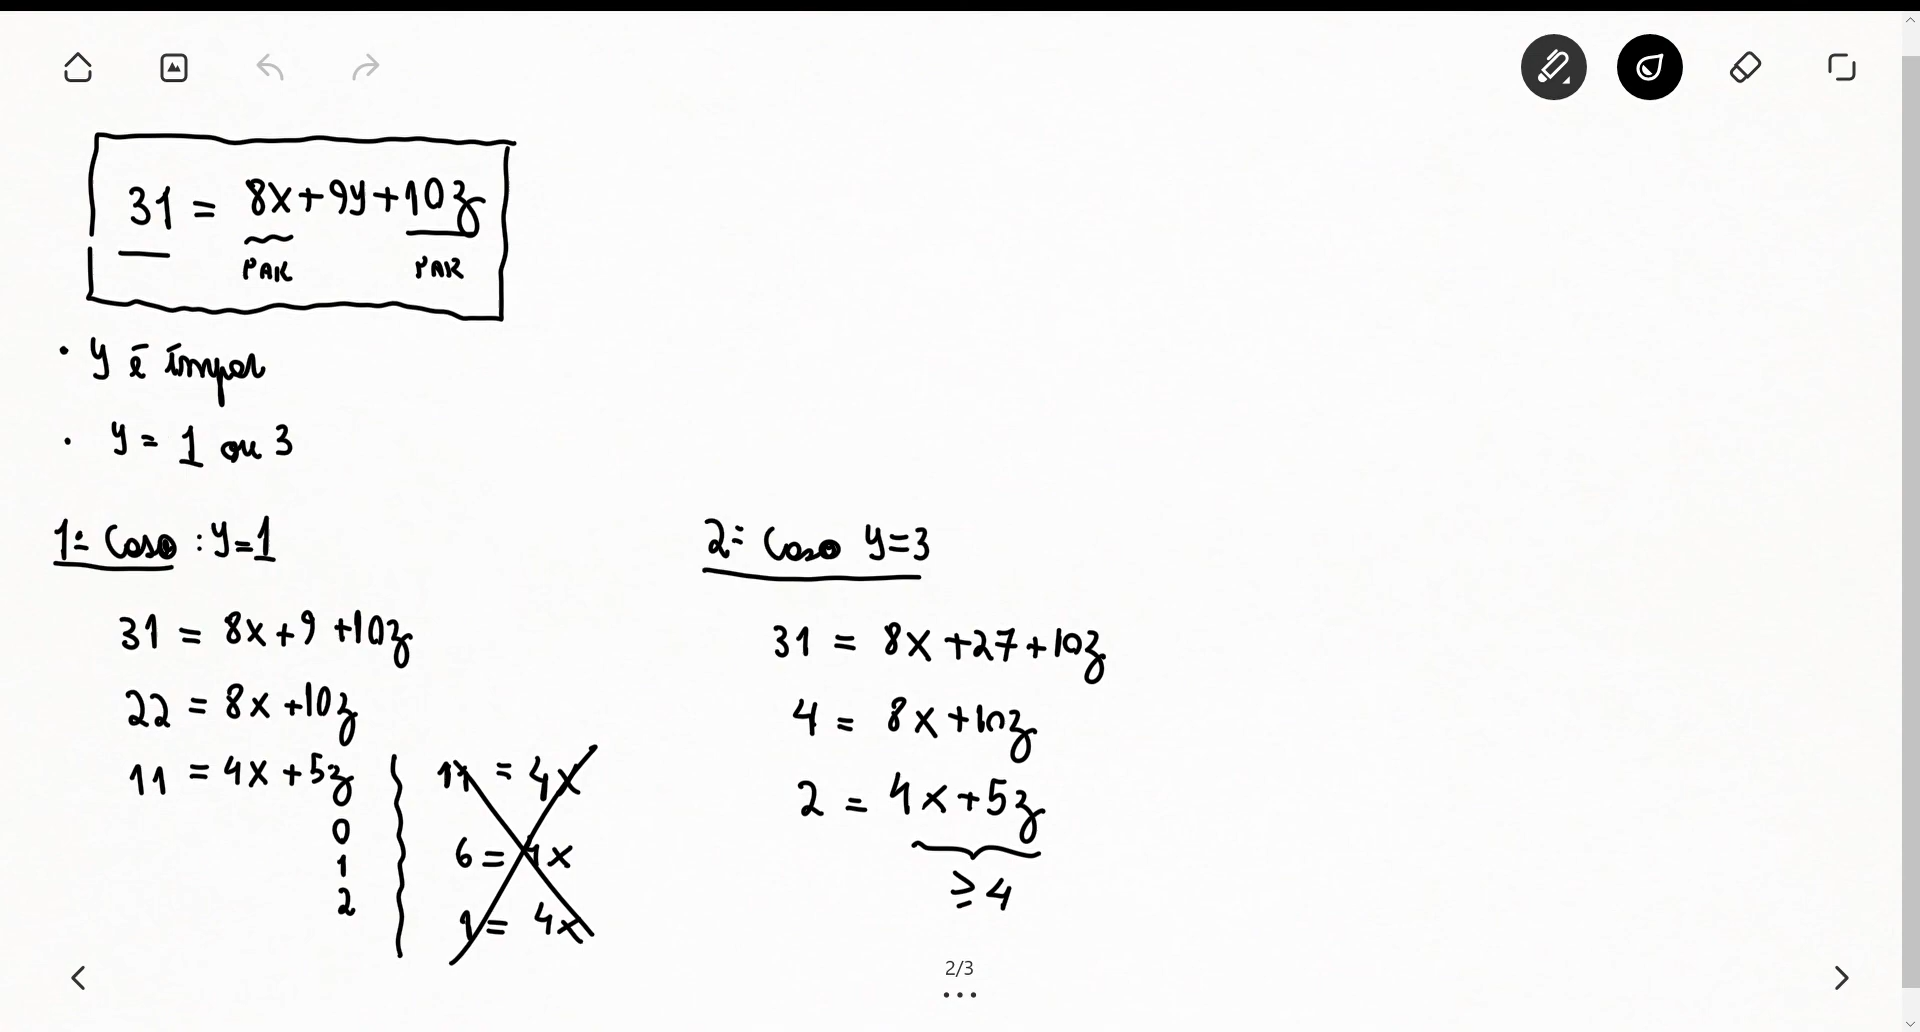 31 = 8x+9y+10z
PAR PAR
• y é ímpar
• y = 1 ou 3
1º Caso : y=1
31 = 8x+9+10z
22 = 8x+10z
11 = 4x+5z
0
1
2
11 = 4x
6 = 4x
1 = 4x
2º Caso y=3
31 = 8x+27+10z
4 = 8x+10z
2 = 4x+5z
≥ 4
2/3